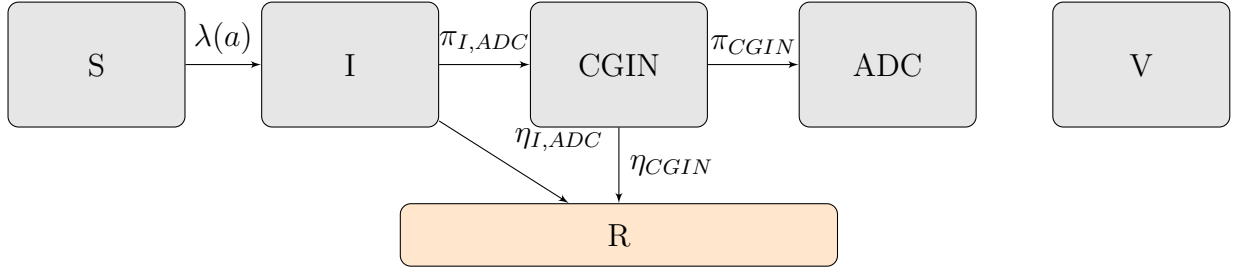 λ(a) π_{I,ADC} π_{CGIN}
S I CGIN ADC V
η_{I,ADC}
η_{CGIN}
R